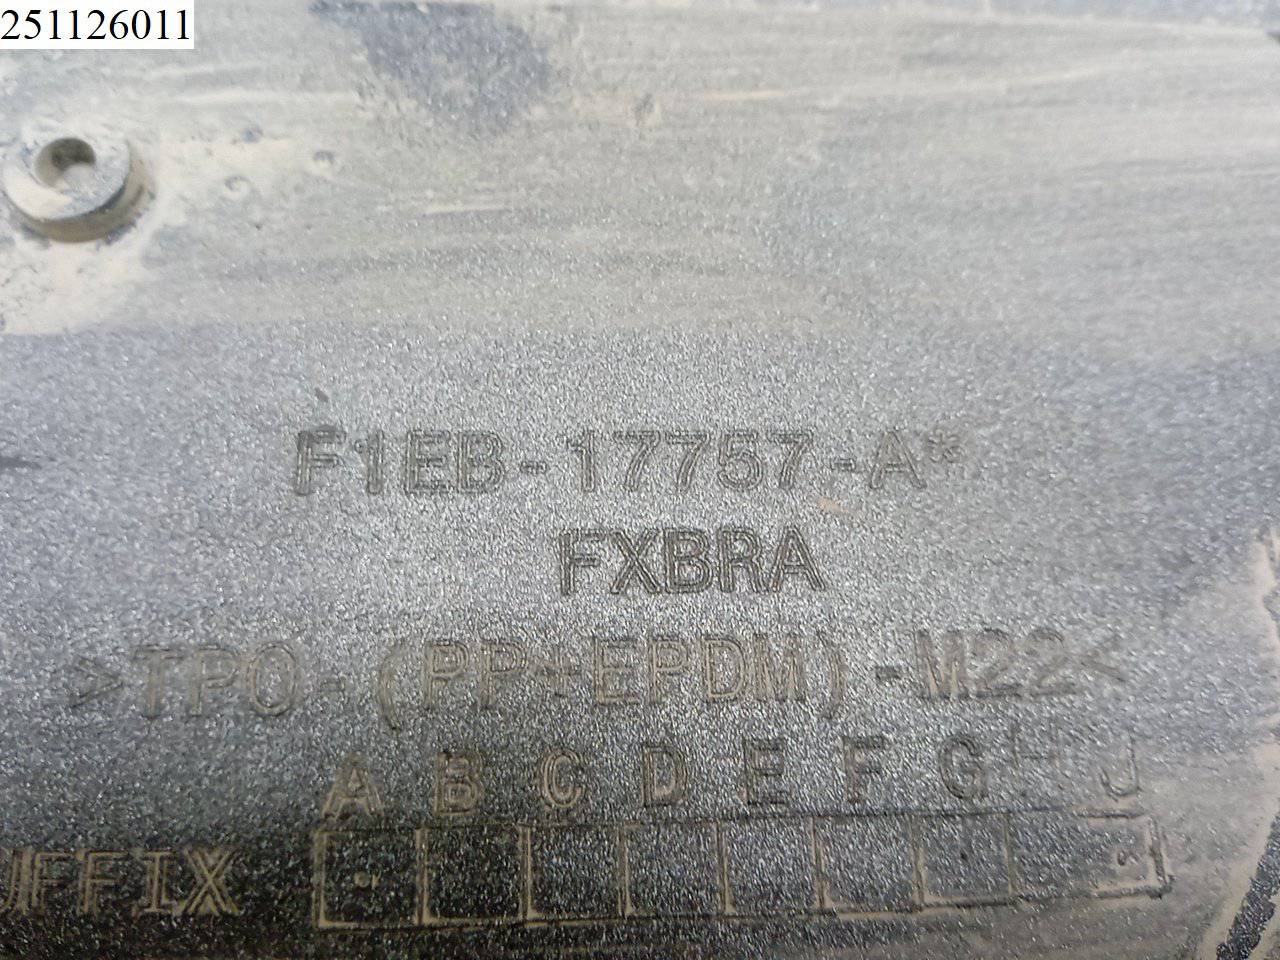 251126011
F1EB-17757-A*
FXBRA
>TPO-(PP+EPDM)-M22<
A B C D E F G H J
UFFIX